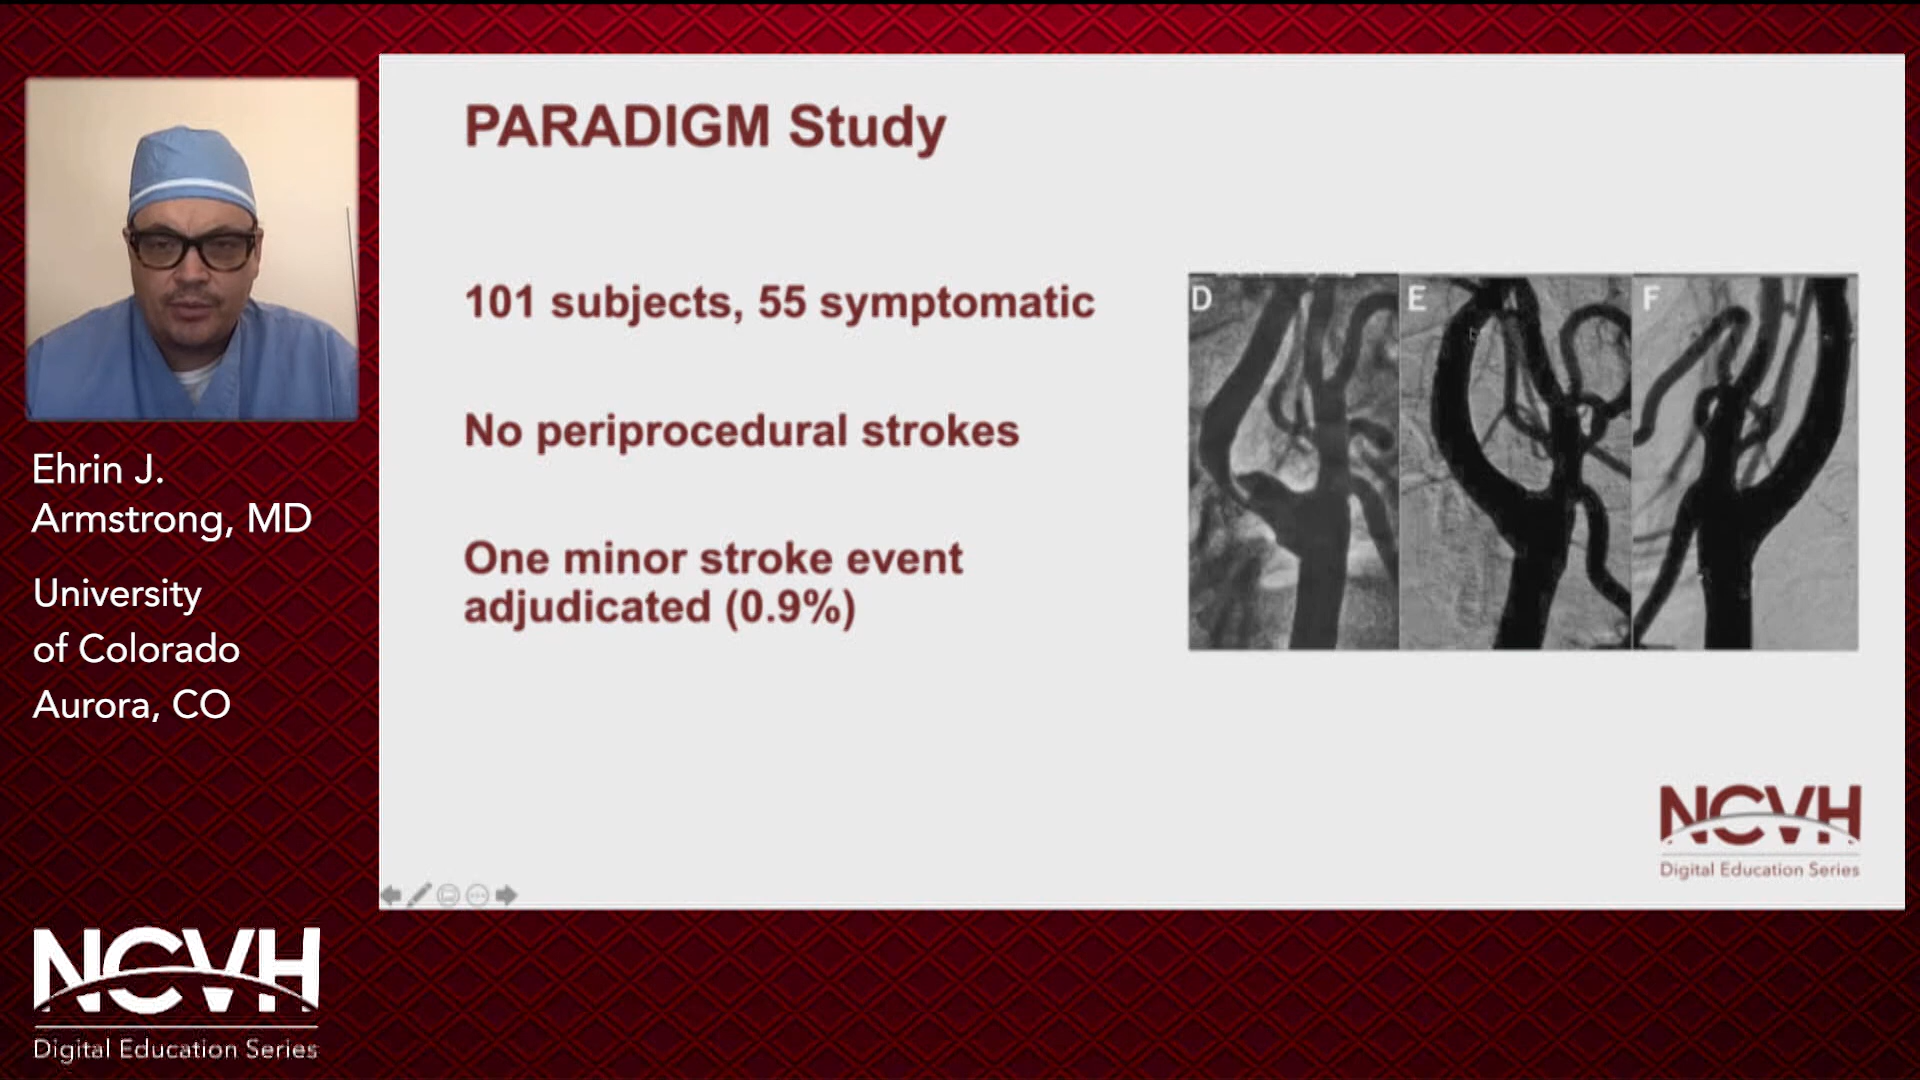 PARADIGM Study
101 subjects, 55 symptomatic
No periprocedural strokes
One minor stroke event
adjudicated (0.9%)
D
E
F
NCVH
Digital Education Series
Ehrin J.
Armstrong, MD
University
of Colorado
Aurora, CO
NCVH
Digital Education Series